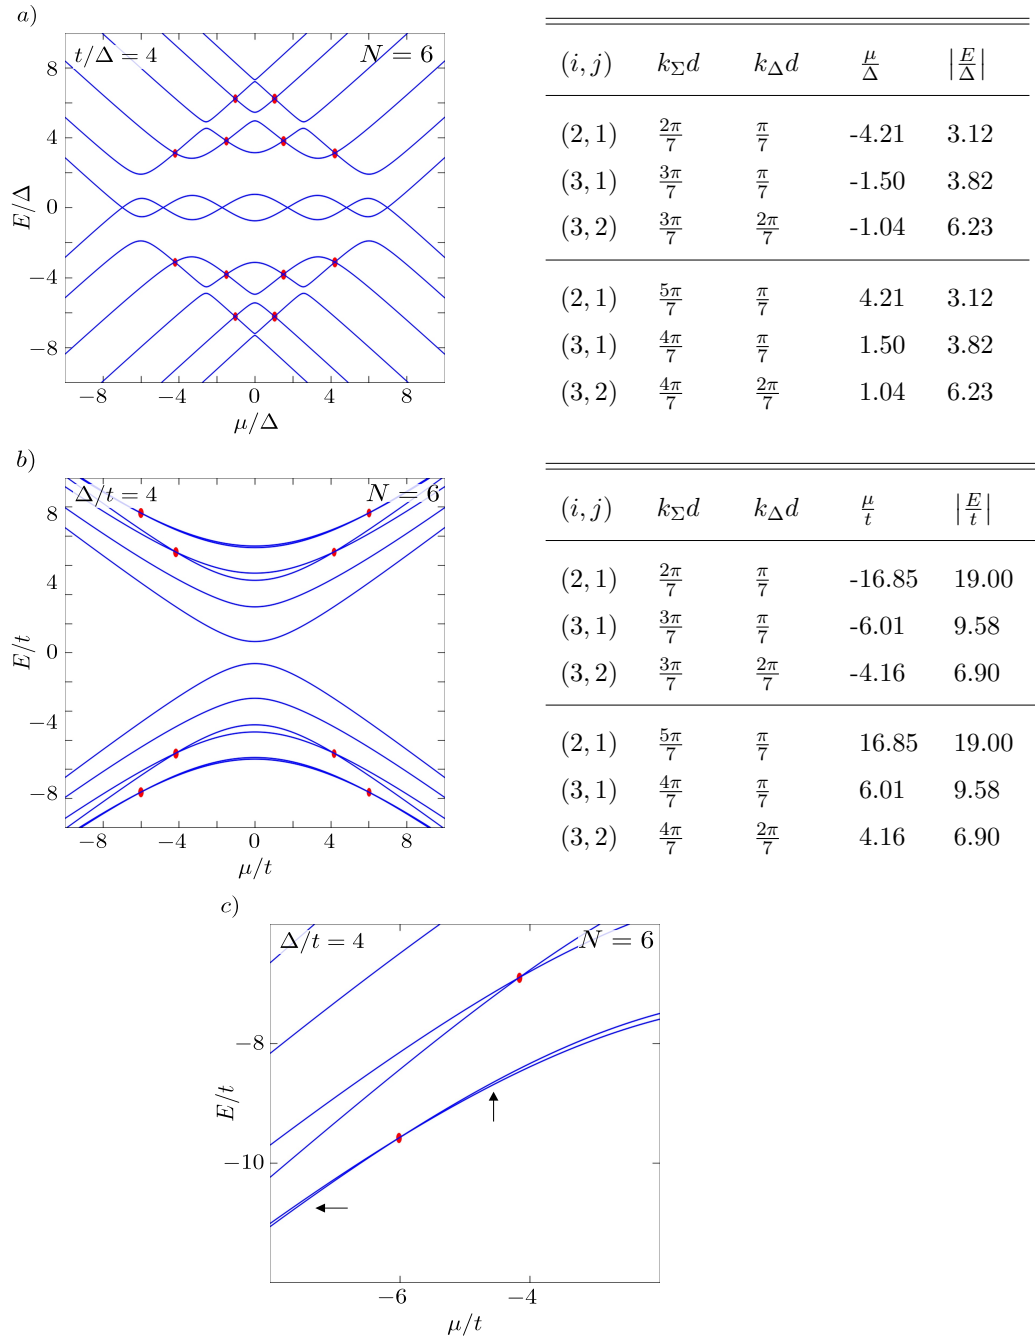 a)
t/Δ = 4 N = 6
8
4
0
−4
−8
E/Δ
−8 −4 0 4 8
μ/Δ
(i, j) k_Σd k_Δd μ/Δ |E/Δ|
(2, 1) 2π/7 π/7 -4.21 3.12
(3, 1) 3π/7 π/7 -1.50 3.82
(3, 2) 3π/7 2π/7 -1.04 6.23
(2, 1) 5π/7 π/7 4.21 3.12
(3, 1) 4π/7 π/7 1.50 3.82
(3, 2) 4π/7 2π/7 1.04 6.23
b)
Δ/t = 4 N = 6
8
4
0
−4
−8
E/t
−8 −4 0 4 8
μ/t
(i, j) k_Σd k_Δd μ/t |E/t|
(2, 1) 2π/7 π/7 -16.85 19.00
(3, 1) 3π/7 π/7 -6.01 9.58
(3, 2) 3π/7 2π/7 -4.16 6.90
(2, 1) 5π/7 π/7 16.85 19.00
(3, 1) 4π/7 π/7 6.01 9.58
(3, 2) 4π/7 2π/7 4.16 6.90
c)
Δ/t = 4 N = 6
−8
−10
E/t
−6 −4
μ/t